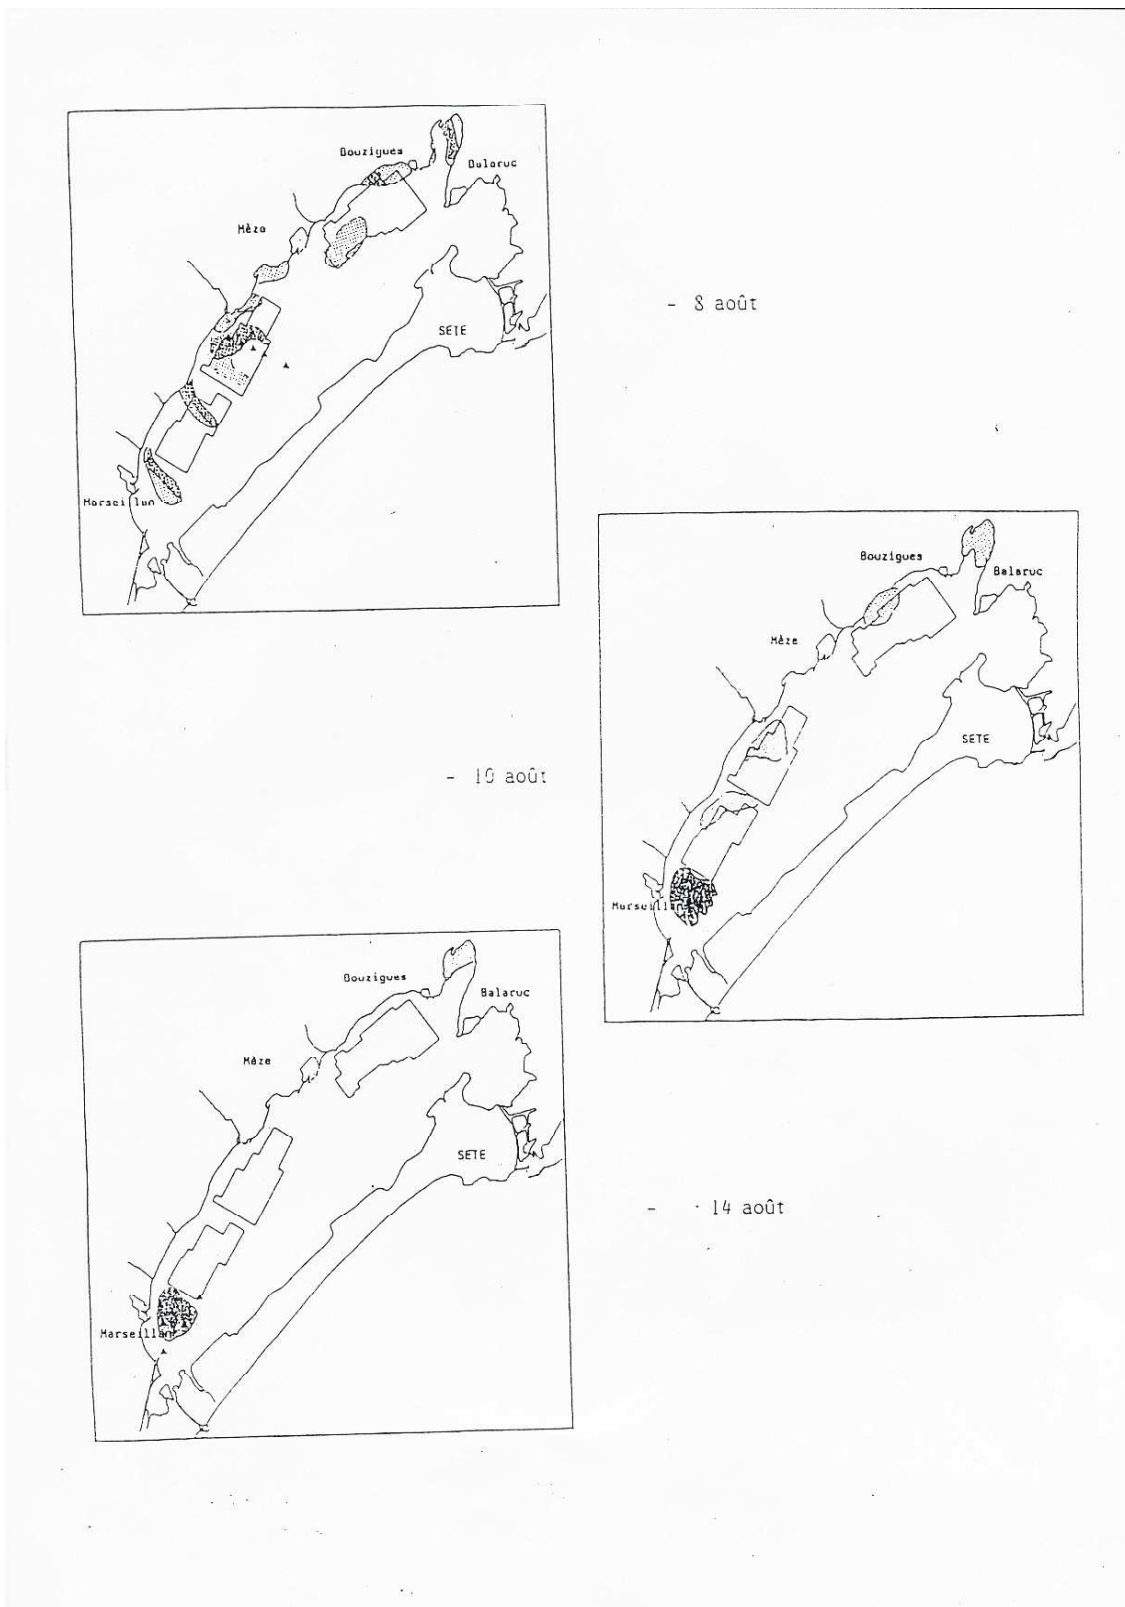 Bouzigues
Balaruc
Mèze
SETE
Marseillan
- 8 août
Bouzigues
Balaruc
Mèze
SETE
Marseillan
- 10 août
Bouzigues
Balaruc
Mèze
SETE
Marseillan
- 14 août